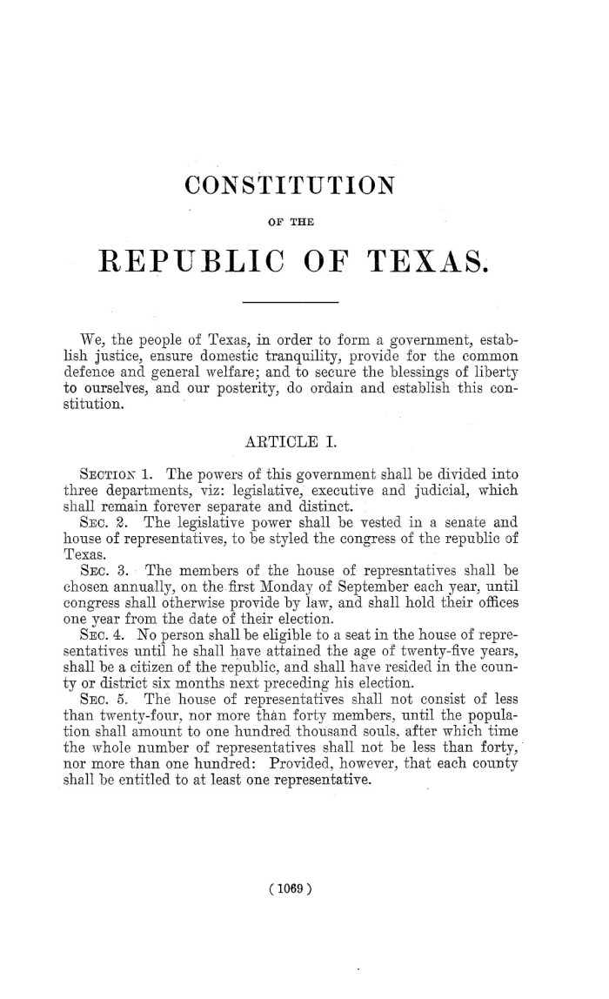 CONSTITUTION
OF THE
REPUBLIC OF TEXAS.
We, the people of Texas, in order to form a government, estab-
lish justice, ensure domestic tranquility, provide for the common
defence and general welfare; and to secure the blessings of liberty
to ourselves, and our posterity, do ordain and establish this con-
stitution.
ARTICLE I.
SECTION 1. The powers of this government shall be divided into
three departments, viz: legislative, executive and judicial, which
shall remain forever separate and distinct.
SEC. 2. The legislative power shall be vested in a senate and
house of representatives, to be styled the congress of the republic of
Texas.
SEC. 3. The members of the house of represntatives shall be
chosen annually, on the first Monday of September each year, until
congress shall otherwise provide by law, and shall hold their offices
one year from the date of their election.
SEC. 4. No person shall be eligible to a seat in the house of repre-
sentatives until he shall have attained the age of twenty-five years,
shall be a citizen of the republic, and shall have resided in the coun-
ty or district six months next preceding his election.
SEC. 5. The house of representatives shall not consist of less
than twenty-four, nor more than forty members, until the popula-
tion shall amount to one hundred thousand souls, after which time
the whole number of representatives shall not be less than forty,
nor more than one hundred: Provided, however, that each county
shall be entitled to at least one representative.
(1069)